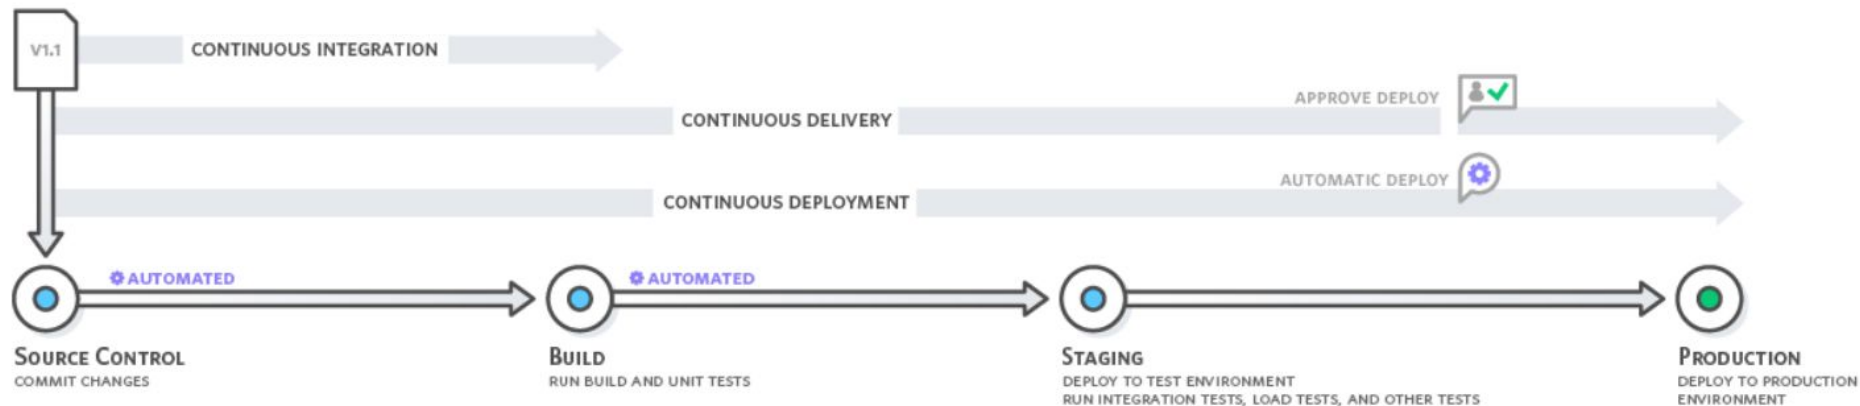 V1.1
CONTINUOUS INTEGRATION
APPROVE DEPLOY
CONTINUOUS DELIVERY
AUTOMATIC DEPLOY
CONTINUOUS DEPLOYMENT
AUTOMATED
AUTOMATED
SOURCE CONTROL
COMMIT CHANGES
BUILD
RUN BUILD AND UNIT TESTS
STAGING
DEPLOY TO TEST ENVIRONMENT
RUN INTEGRATION TESTS, LOAD TESTS, AND OTHER TESTS
PRODUCTION
DEPLOY TO PRODUCTION
ENVIRONMENT